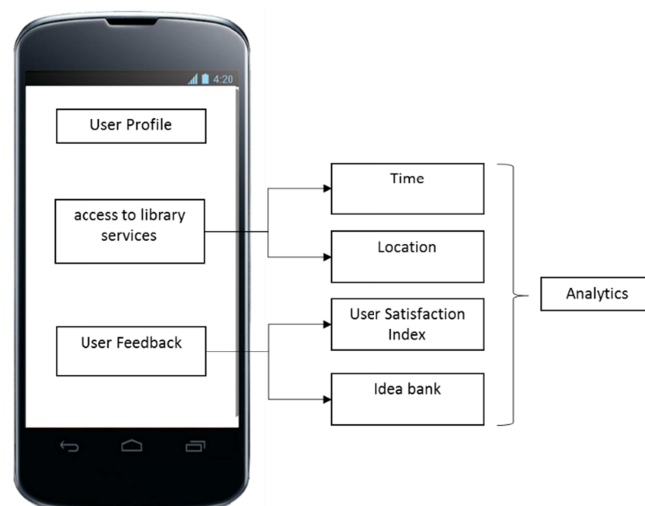 4:20
User Profile
access to library
services
User Feedback
Time
Location
User Satisfaction
Index
Idea bank
Analytics